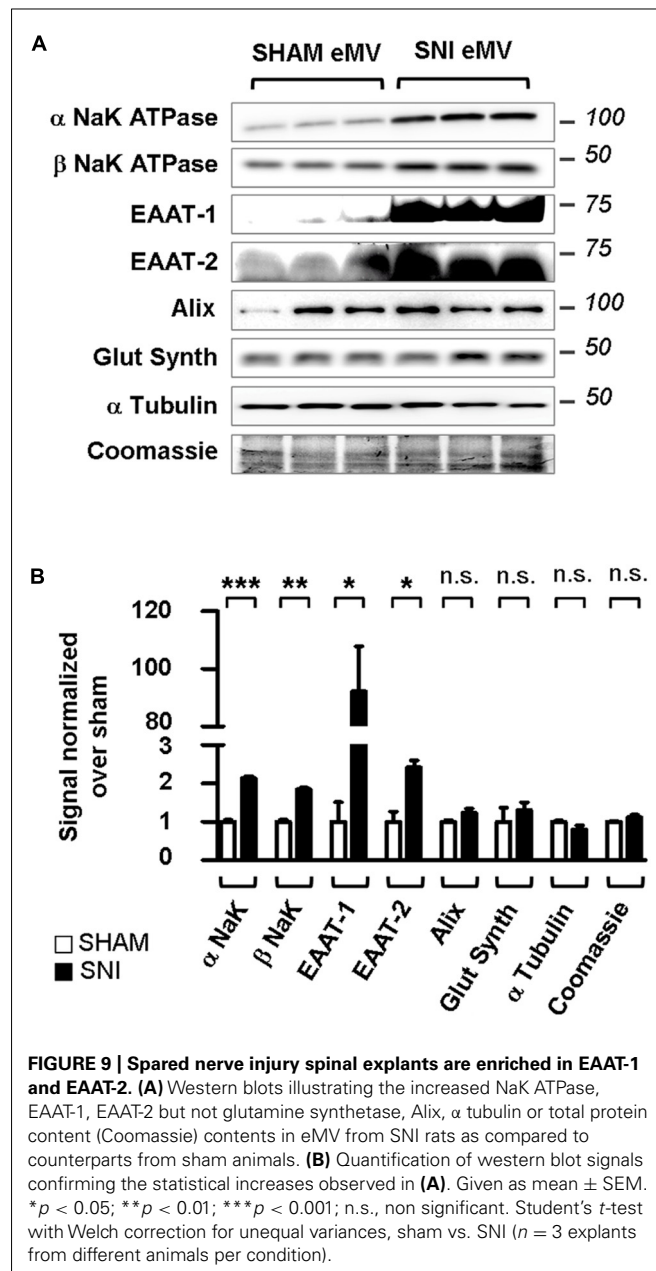 A
SHAM eMV SNI eMV
α NaK ATPase 100
β NaK ATPase 50
EAAT-1 75
EAAT-2 75
Alix 100
Glut Synth 50
α Tubulin 50
Coomassie
B
*** ** * * n.s. n.s. n.s. n.s.
Signal normalized
over sham
120
100
80
3
2
1
0
α NaK
β NaK
EAAT-1
EAAT-2
Alix
Glut Synth
α Tubulin
Coomassie
SHAM
SNI
FIGURE 9 | Spared nerve injury spinal explants are enriched in EAAT-1
and EAAT-2. (A) Western blots illustrating the increased NaK ATPase,
EAAT-1, EAAT-2 but not glutamine synthetase, Alix, α tubulin or total protein
content (Coomassie) contents in eMV from SNI rats as compared to
counterparts from sham animals. (B) Quantification of western blot signals
confirming the statistical increases observed in (A). Given as mean ± SEM.
*p < 0.05; **p < 0.01; ***p < 0.001; n.s., non significant. Student's t-test
with Welch correction for unequal variances, sham vs. SNI (n = 3 explants
from different animals per condition).